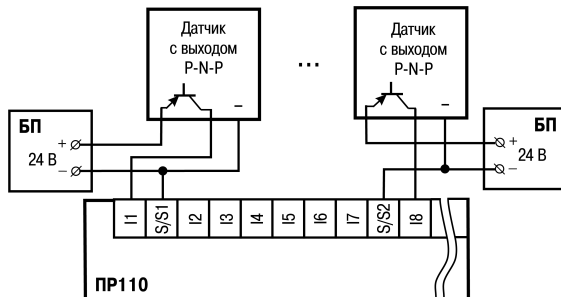 Датчик
с выходом
P-N-P
–
...
Датчик
с выходом
P-N-P
–
БП
24 В
+
–
БП
24 В
+
–
I1
S/S1
I2
I3
I4
I5
I6
I7
S/S2
I8
ПР110